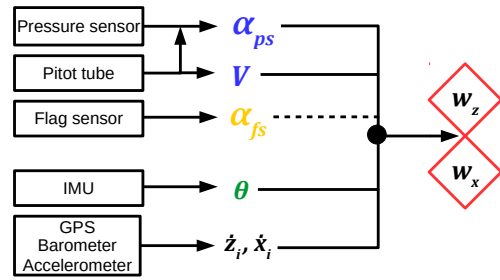 Pressure sensor
α_ps
Pitot tube
V
Flag sensor
α_fs
w_z
w_x
IMU
θ
GPS
Barometer
Accelerometer
ż_i, ẋ_i